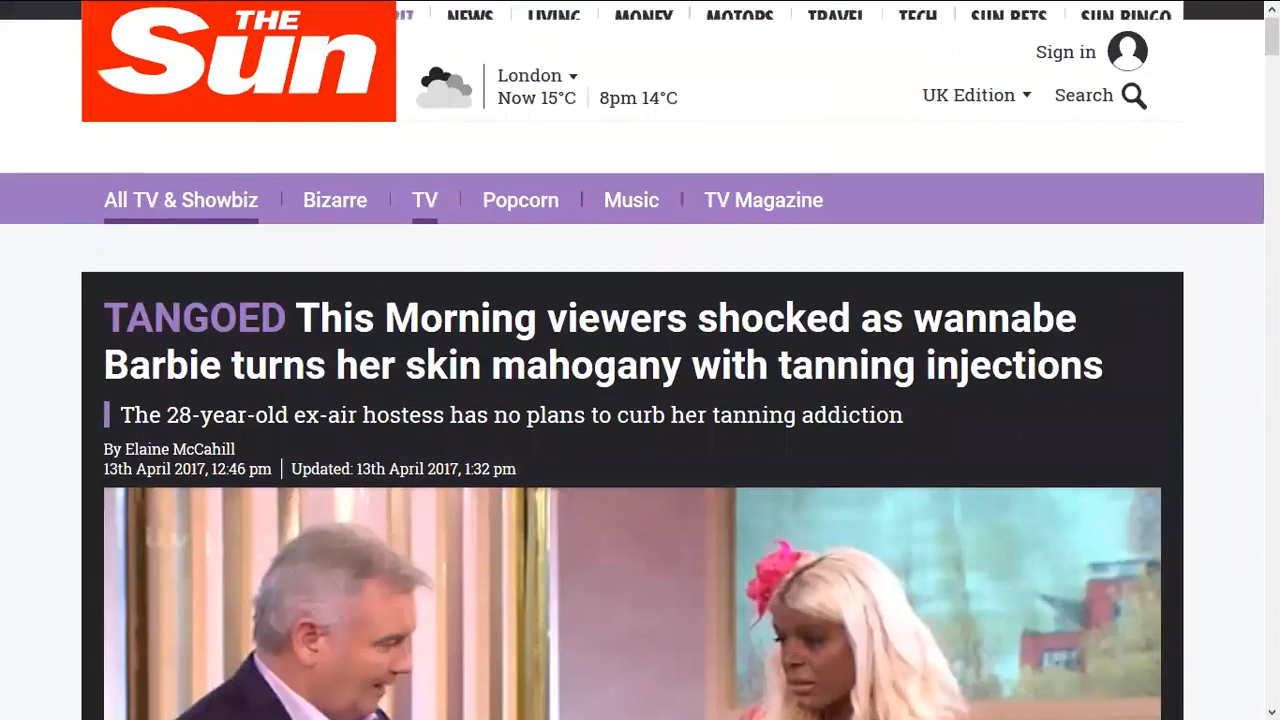 THE
Sun
NEWS LIVING MONEY MOTORS TRAVEL TECH SUN BETS SUN BINGO
Sign in
London
Now 15°C 8pm 14°C
UK Edition Search
All TV & Showbiz Bizarre TV Popcorn Music TV Magazine
TANGOED This Morning viewers shocked as wannabe
Barbie turns her skin mahogany with tanning injections
The 28-year-old ex-air hostess has no plans to curb her tanning addiction
By Elaine McCahill
13th April 2017, 12:46 pm Updated: 13th April 2017, 1:32 pm
itv